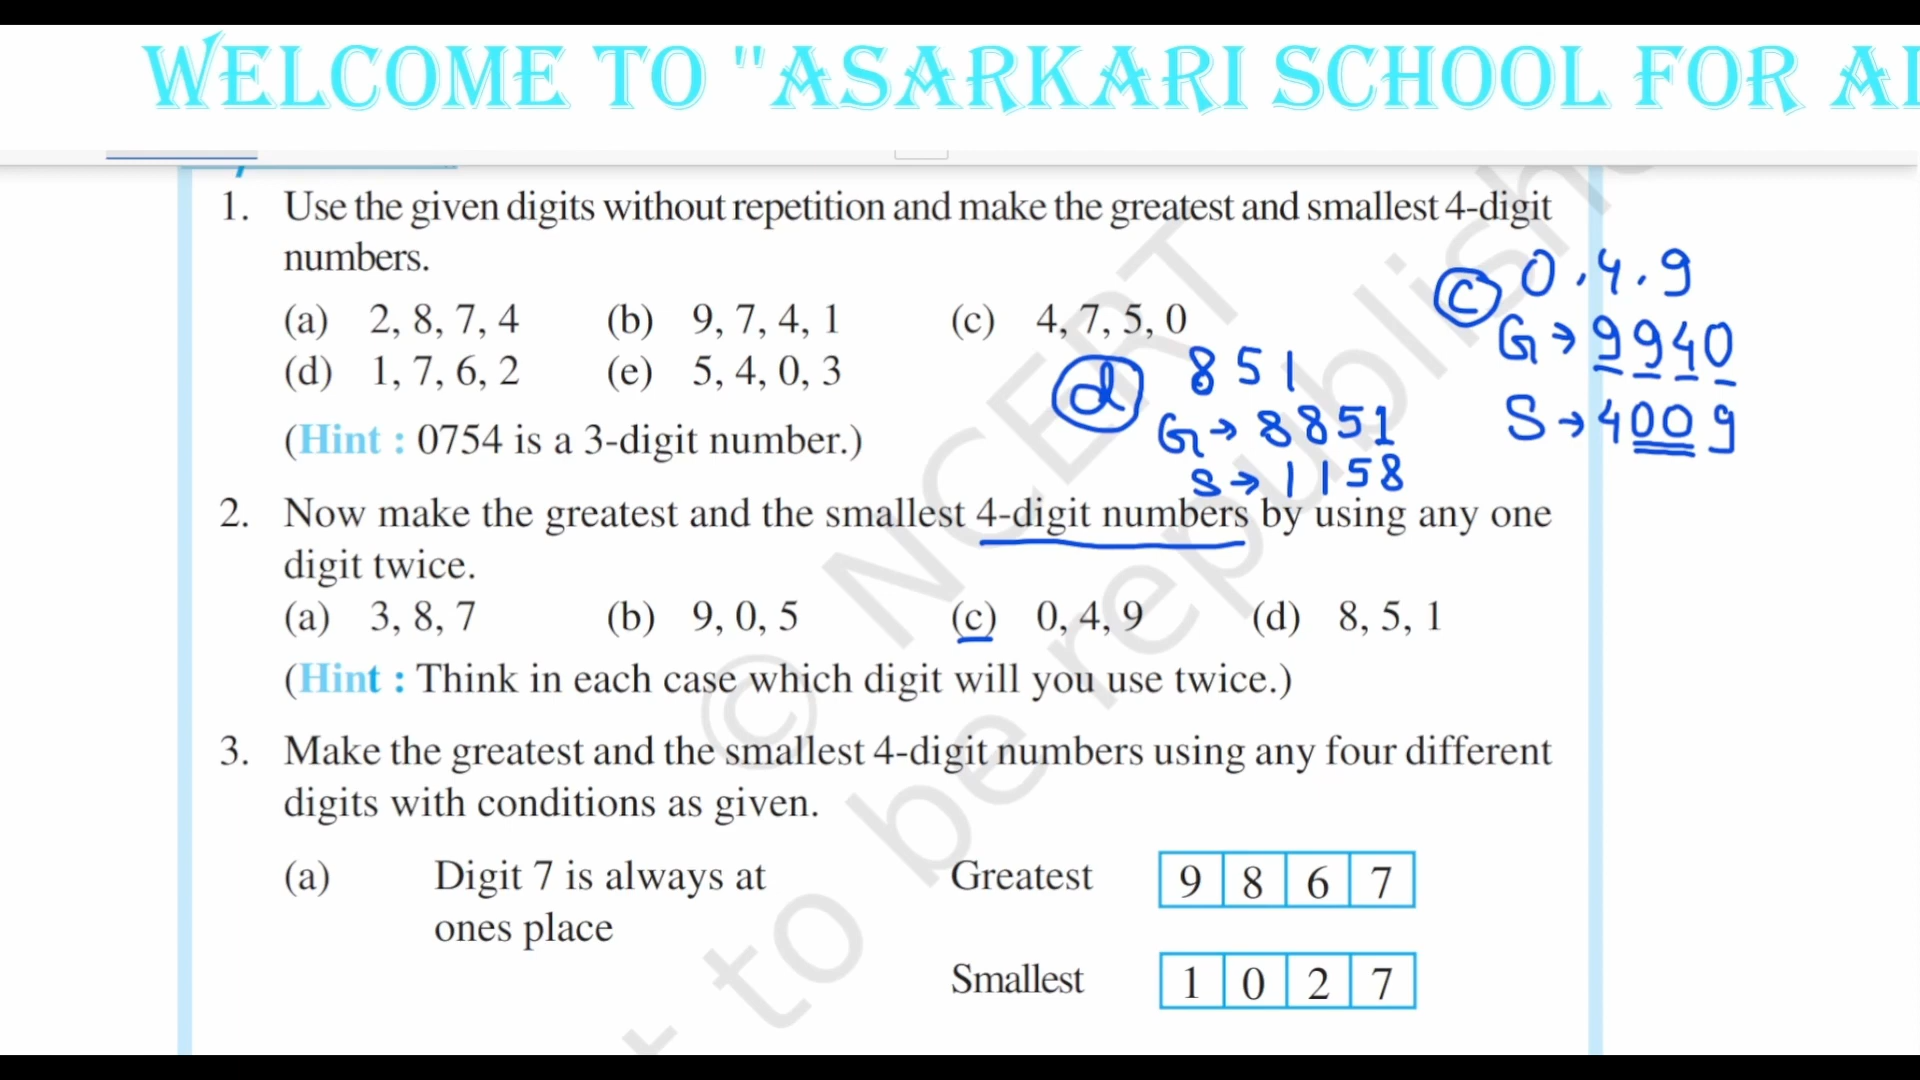 WELCOME TO "ASARKARI SCHOOL FOR
1. Use the given digits without repetition and make the greatest and smallest 4-digit
numbers.
(a) 2, 8, 7, 4 (b) 9, 7, 4, 1 (c) 4, 7, 5, 0
(d) 1, 7, 6, 2 (e) 5, 4, 0, 3
(Hint : 0754 is a 3-digit number.)
(c) 0, 4, 9
G → 9940
S → 4009
(d) 851
G → 8851
S → 1158
2. Now make the greatest and the smallest 4-digit numbers by using any one
digit twice.
(a) 3, 8, 7 (b) 9, 0, 5 (c) 0, 4, 9 (d) 8, 5, 1
(Hint : Think in each case which digit will you use twice.)
3. Make the greatest and the smallest 4-digit numbers using any four different
digits with conditions as given.
(a) Digit 7 is always at Greatest 9 8 6 7
ones place
Smallest 1 0 2 7
© NCERT
to be republish